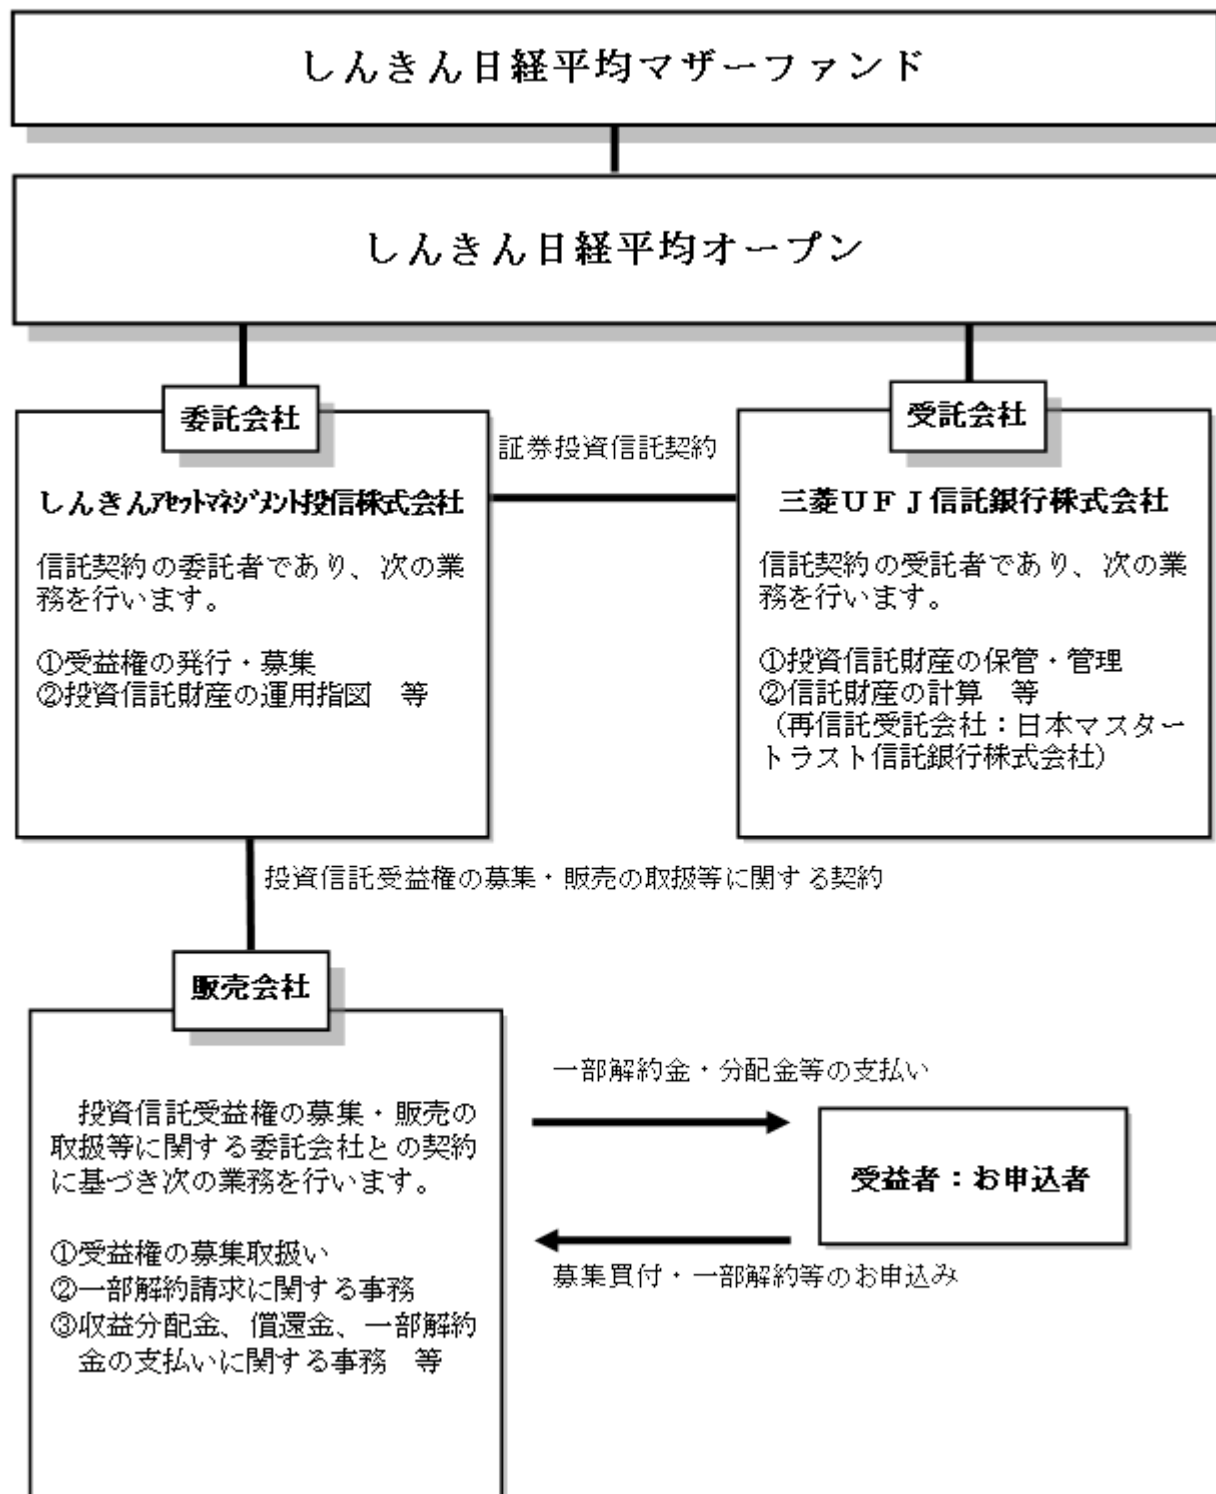 しんきん日経平均マザーファンド
しんきん日経平均オープン
委託会社
しんきんｱｾｯﾄﾏﾈｼﾞﾒﾝﾄ投信株式会社
信託契約の委託者であり、次の業
務を行います。
①受益権の発行・募集
②投資信託財産の運用指図　等
証券投資信託契約
受託会社
三菱ＵＦＪ信託銀行株式会社
信託契約の受託者であり、次の業
務を行います。
①投資信託財産の保管・管理
②信託財産の計算　等
（再信託受託会社：日本マスター
トラスト信託銀行株式会社）
投資信託受益権の募集・販売の取扱等に関する契約
販売会社
投資信託受益権の募集・販売の
取扱等に関する委託会社との契約
に基づき次の業務を行います。
①受益権の募集取扱い
②一部解約請求に関する事務
③収益分配金、償還金、一部解約
金の支払いに関する事務　等
一部解約金・分配金等の支払い
受益者：お申込者
募集買付・一部解約等のお申込み